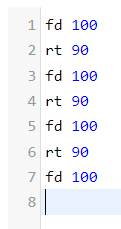 1 fd 100
2 rt 90
3 fd 100
4 rt 90
5 fd 100
6 rt 90
7 fd 100
8